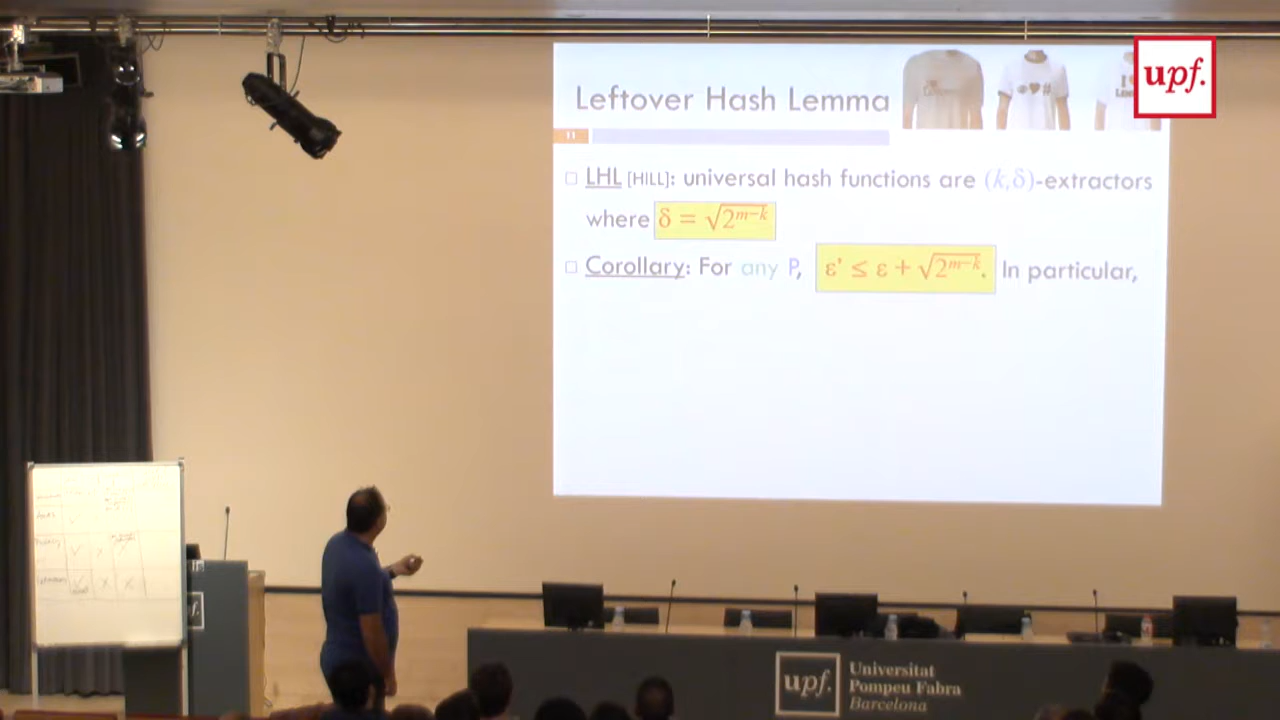 upf.
Leftover Hash Lemma
11
LHL [HILL]: universal hash functions are (k,δ)-extractors
where δ = √2^{m−k}
Corollary: For any P, ε' ≤ ε + √2^{m−k}. In particular,
upf.
Universitat
Pompeu Fabra
Barcelona